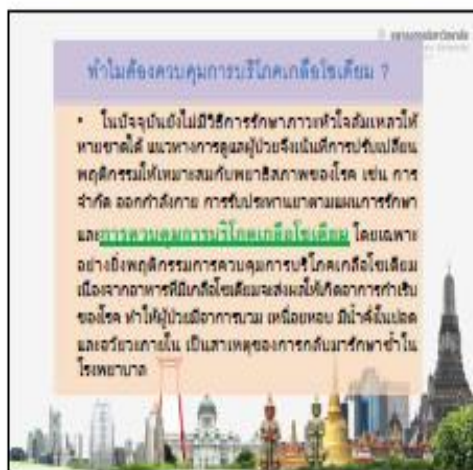 ทำไมต้องควบคุมการบริโภคเกลือโซเดียม ?
• ในปัจจุบันยังไม่มีวิธีการรักษาภาวะหัวใจล้มเหลวให้
หายขาดได้ แนวทางการดูแลผู้ป่วยจึงเน้นที่การปรับเปลี่ยน
พฤติกรรมให้เหมาะสมกับพยาธิสภาพของโรค เช่น การ
จำกัด ออกกำลังกาย การรับประทานยาตามแผนการรักษา
และการควบคุมการบริโภคเกลือโซเดียม โดยเฉพาะ
อย่างยิ่งพฤติกรรมการควบคุมการบริโภคเกลือโซเดียม
เนื่องจากอาหารที่มีเกลือโซเดียมจะส่งผลให้เกิดอาการกำเริบ
ของโรค ทำให้ผู้ป่วยมีอาการบวม เหนื่อยหอบ มีน้ำคั่งในปอด
และอวัยวะภายใน เป็นสาเหตุของการกลับมารักษาซ้ำใน
โรงพยาบาล